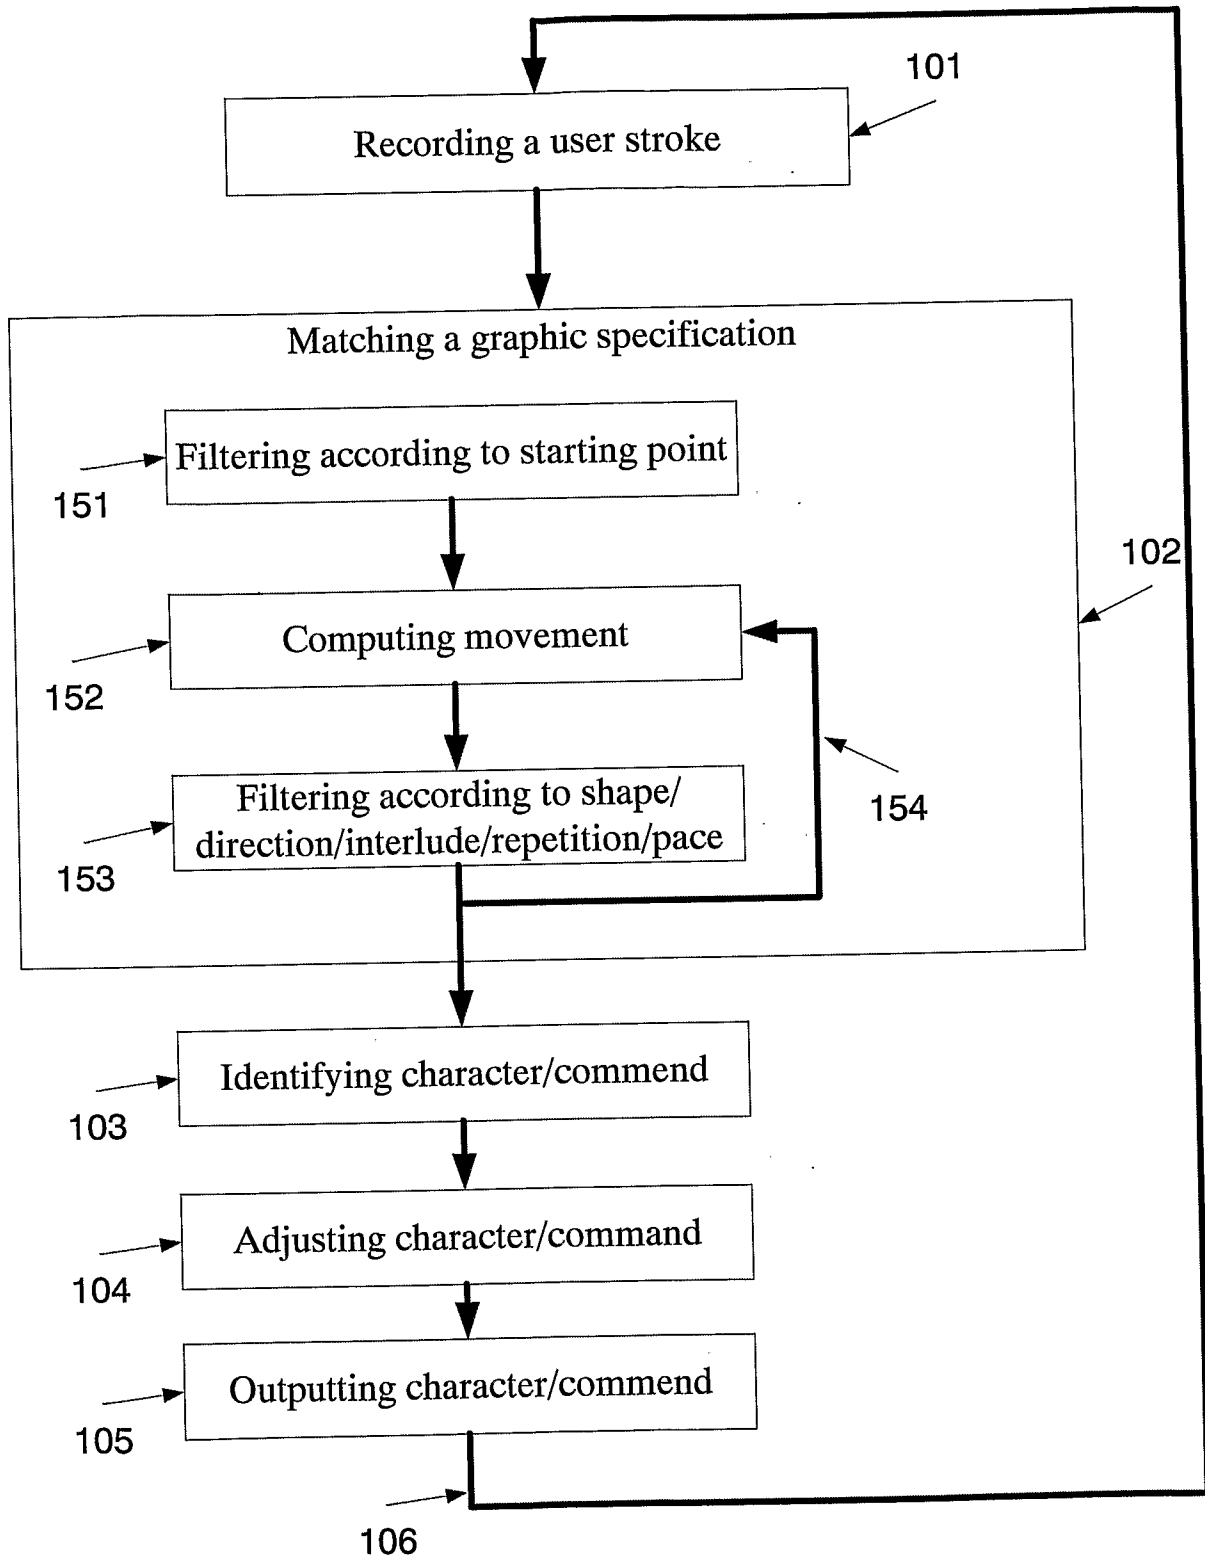 101
Recording a user stroke
Matching a graphic specification
Filtering according to starting point
151
102
Computing movement
152
Filtering according to shape/
direction/interlude/repetition/pace
154
153
Identifying character/commend
103
Adjusting character/command
104
Outputting character/commend
105
106